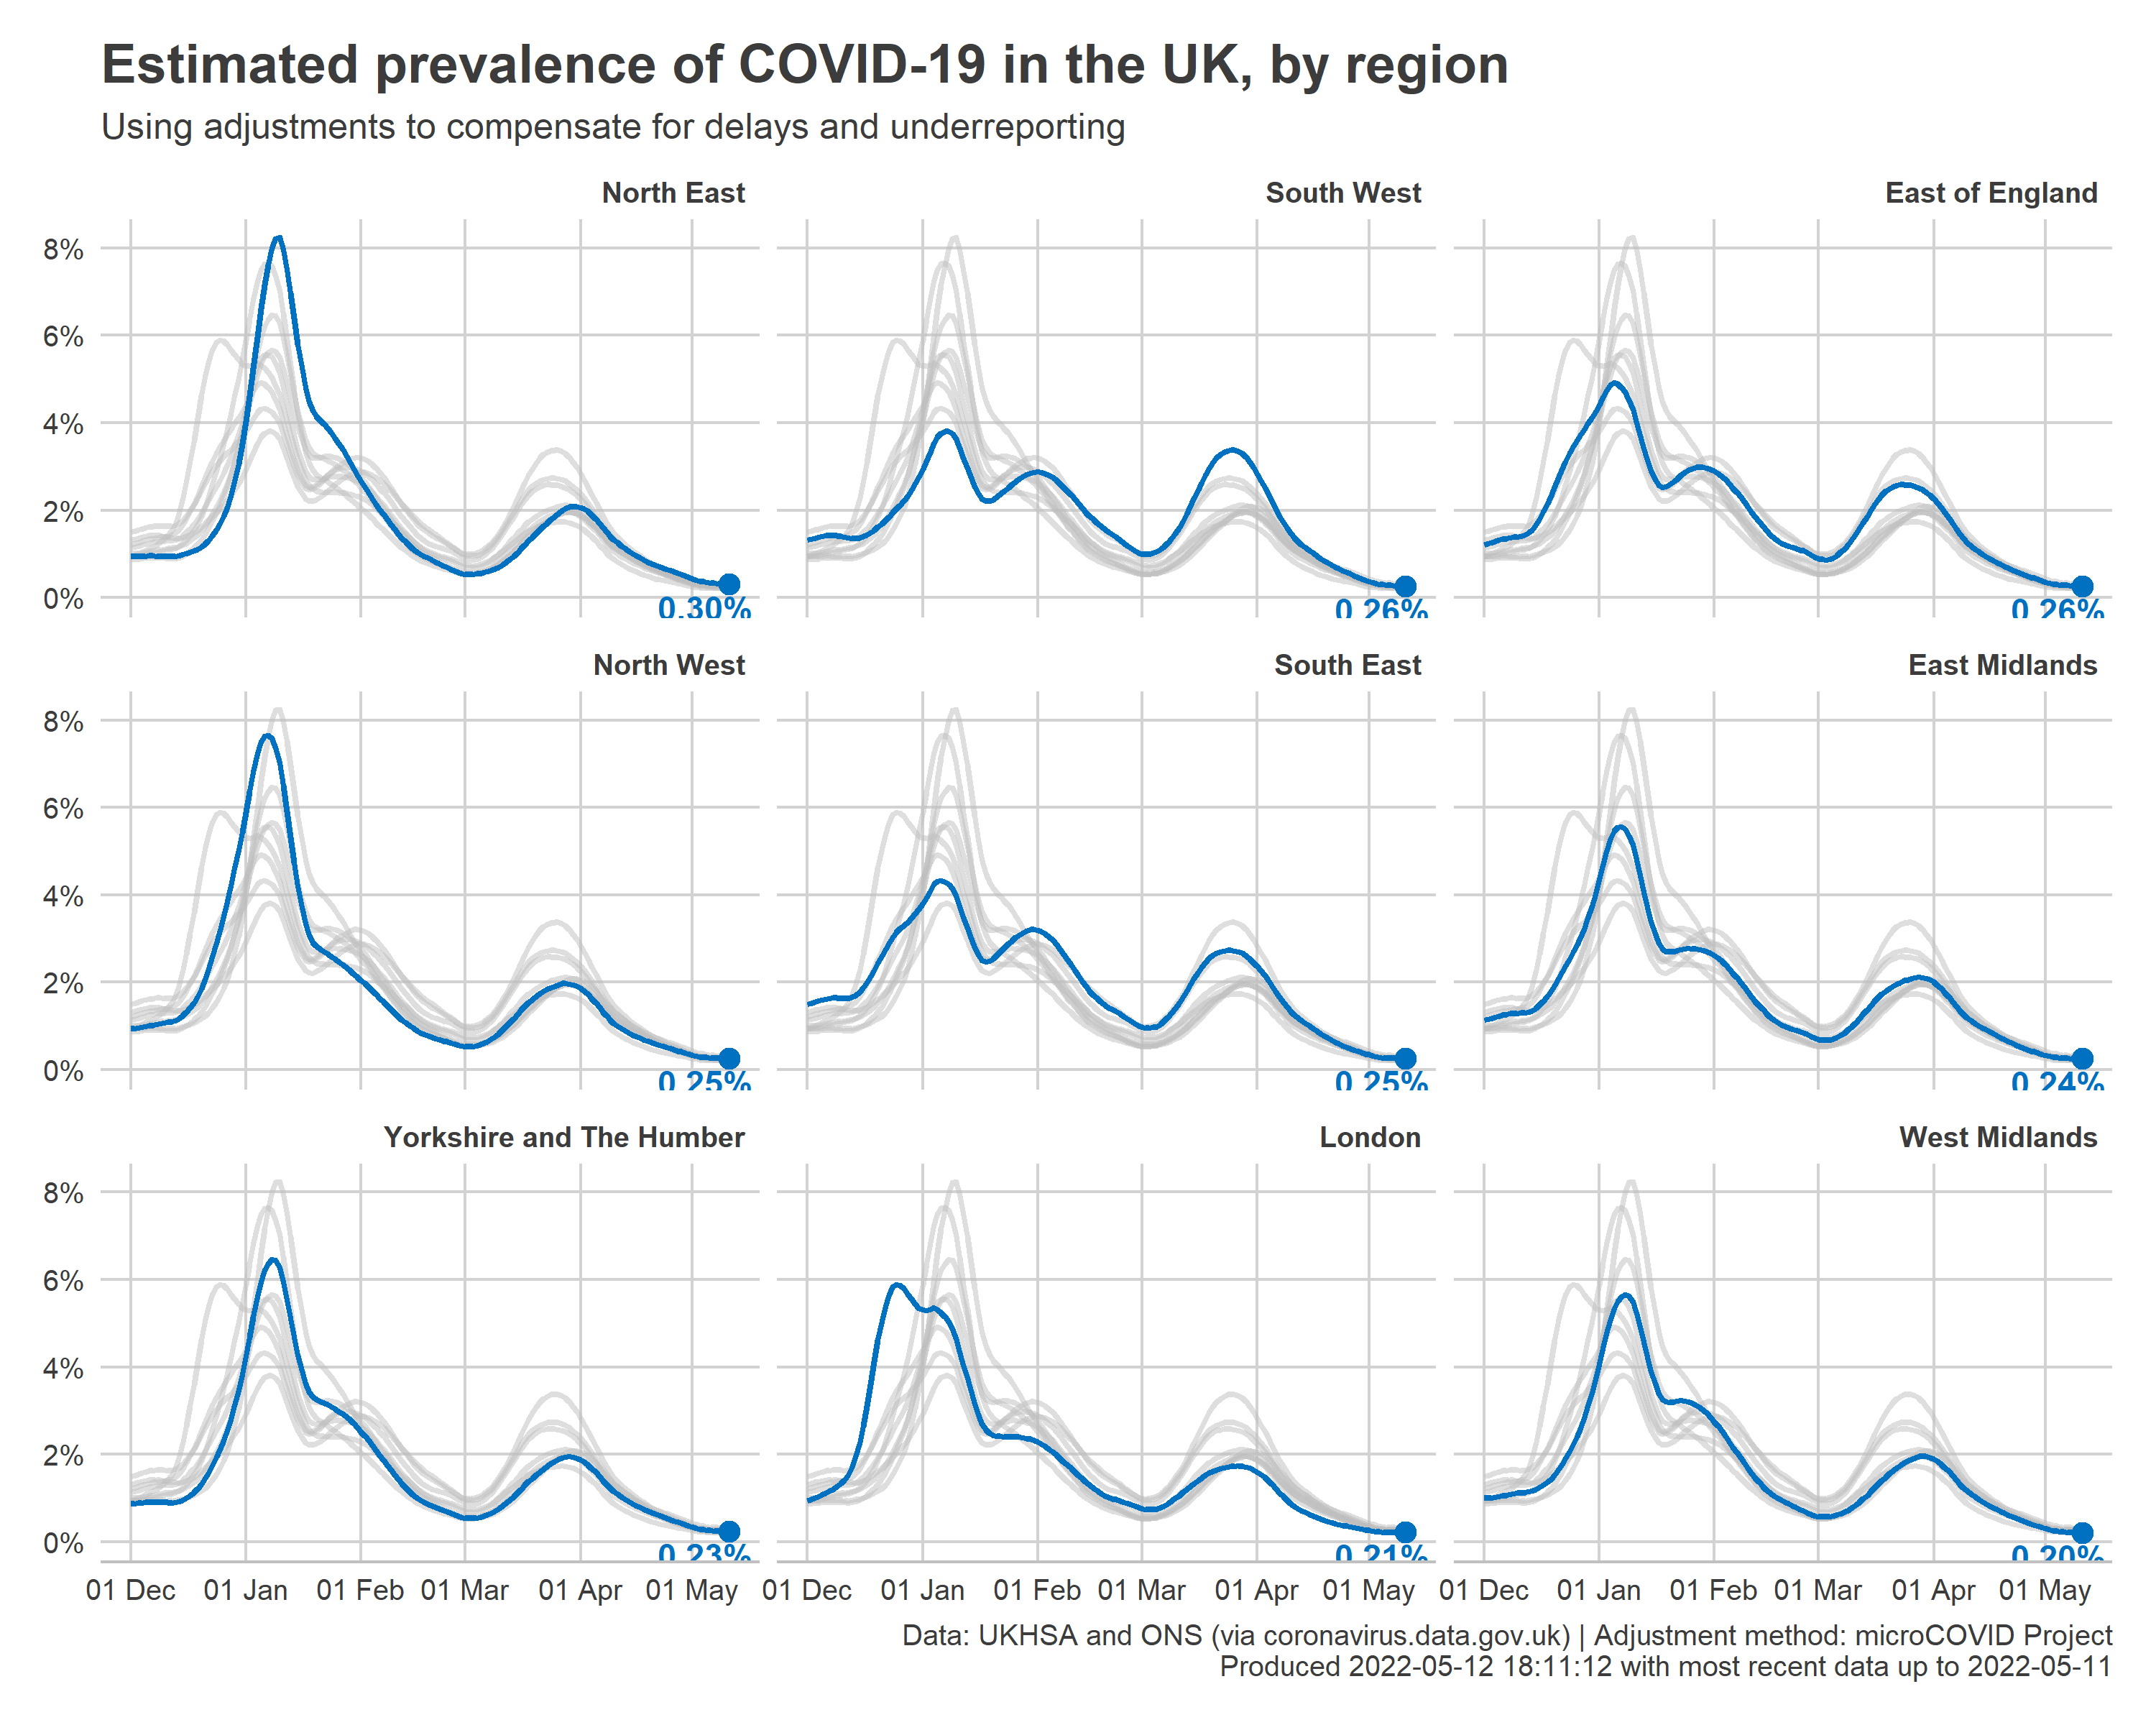 Estimated prevalence of COVID-19 in the UK, by region
Using adjustments to compensate for delays and underreporting
North East
South West
East of England
8%
6%
4%
2%
0%
0.30%
0.26%
0.26%
North West
South East
East Midlands
8%
6%
4%
2%
0%
0.25%
0.25%
0.24%
Yorkshire and The Humber
London
West Midlands
8%
6%
4%
2%
0%
0.23%
0.21%
0.20%
01 Dec 01 Jan 01 Feb 01 Mar 01 Apr 01 May 01 Dec 01 Jan 01 Feb 01 Mar 01 Apr 01 May 01 Dec 01 Jan 01 Feb 01 Mar 01 Apr 01 May
Data: UKHSA and ONS (via coronavirus.data.gov.uk) | Adjustment method: microCOVID Project
Produced 2022-05-12 18:11:12 with most recent data up to 2022-05-11